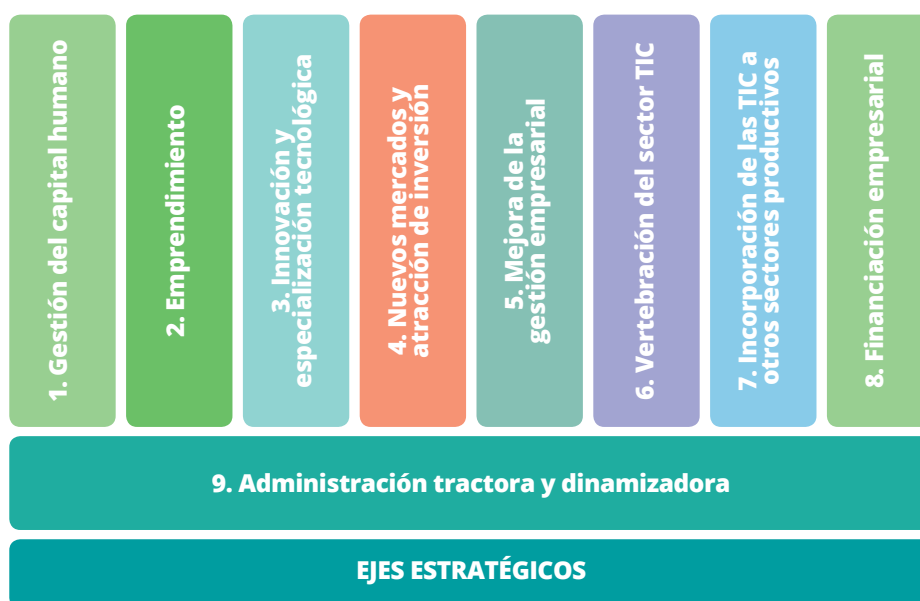 1. Gestión del capital humano
2. Emprendimiento
3. Innovación y
especialización tecnológica
4. Nuevos mercados y
atracción de inversión
5. Mejora de la
gestión empresarial
6. Vertebración del sector TIC
7. Incorporación de las TIC a
otros sectores productivos
8. Financiación empresarial
9. Administración tractora y dinamizadora
EJES ESTRATÉGICOS